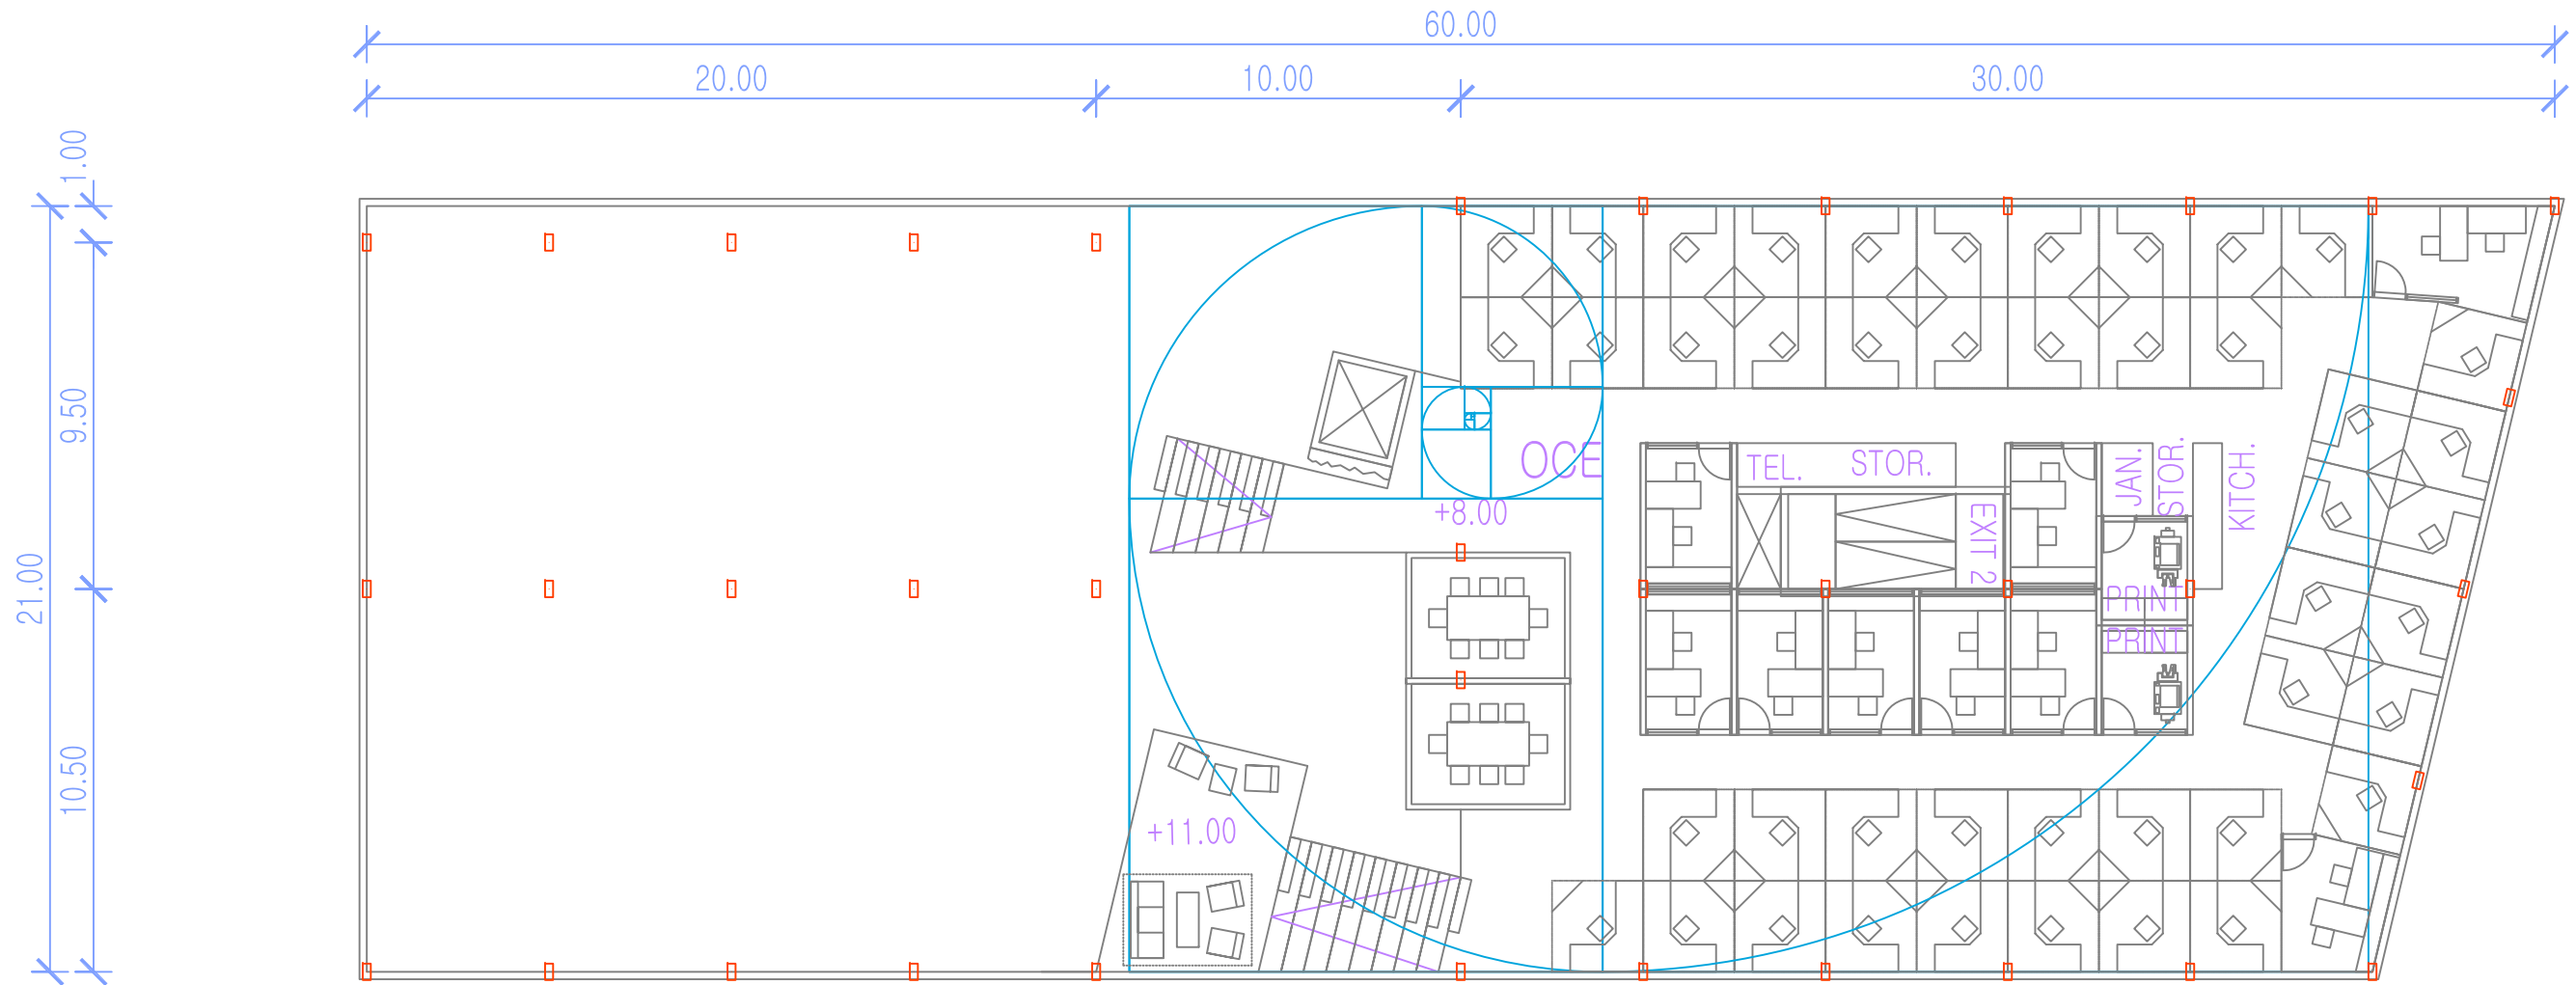 60.00
20.00
10.00
30.00
1.00
9.50
21.00
10.50
OCE
TEL.
STOR.
JAN.
STOR.
KITCH.
+8.00
EXIT 2
PRINT
PRINT
+11.00